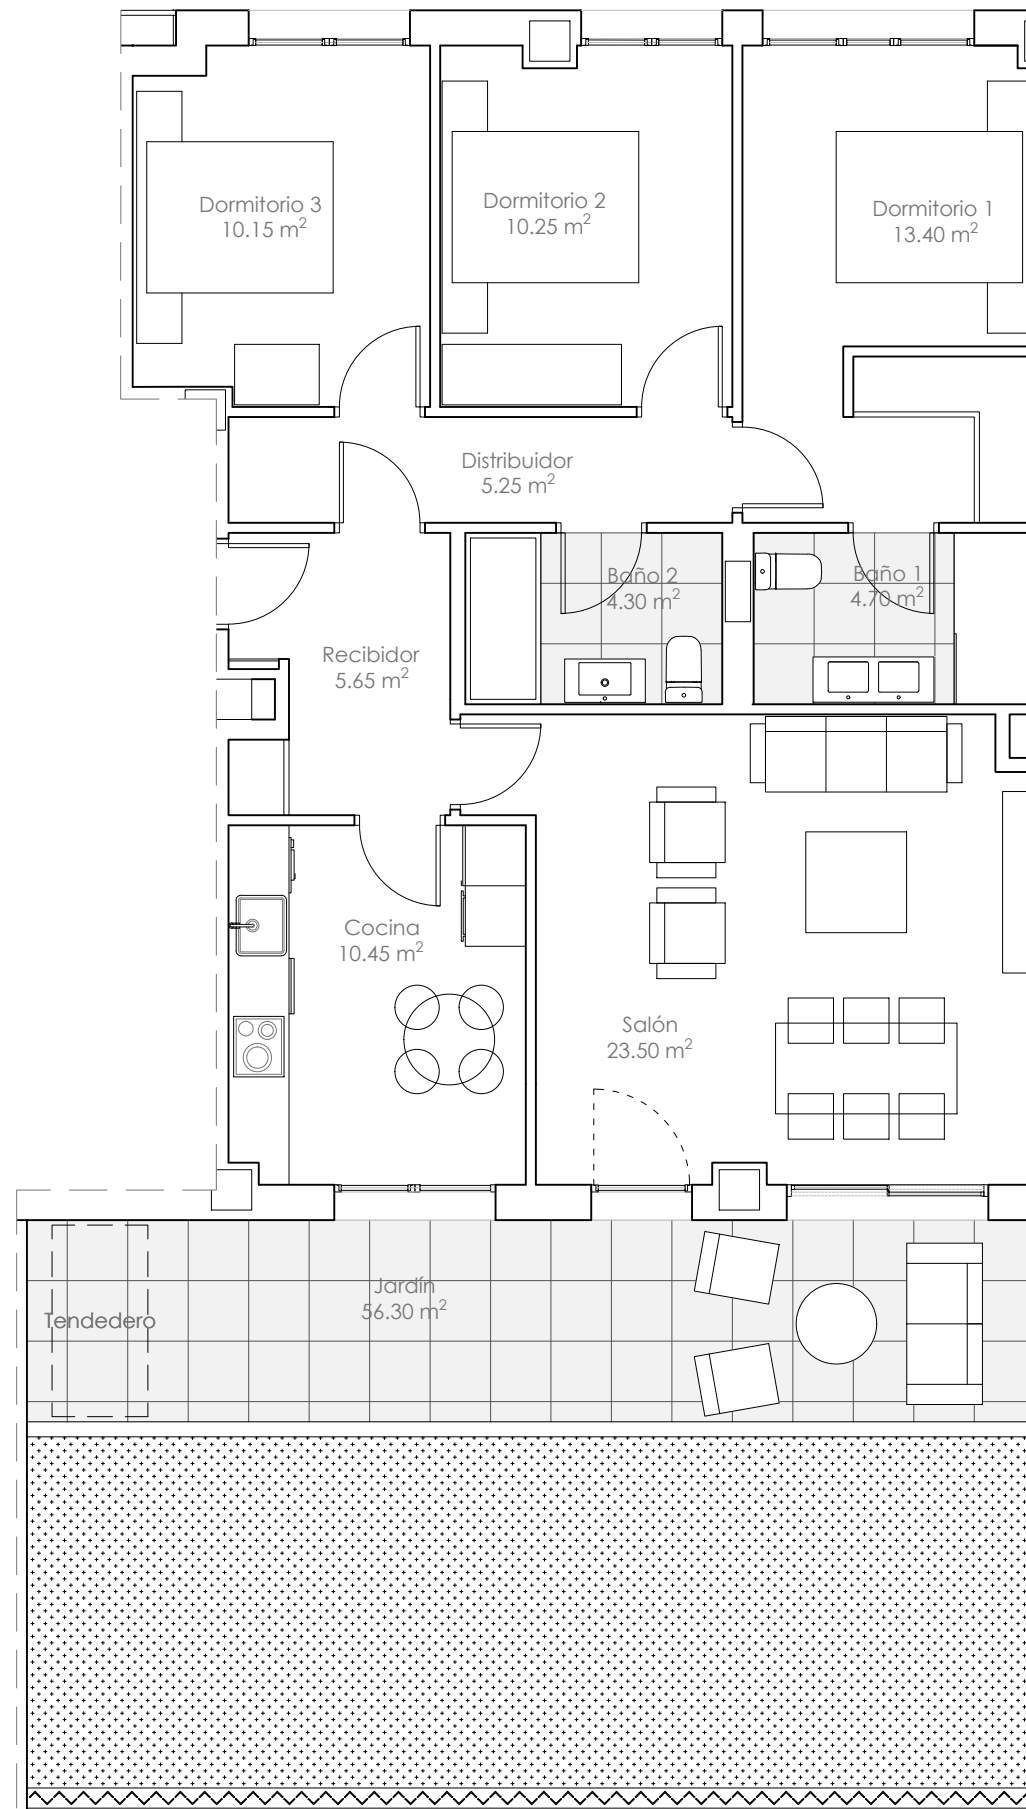 Dormitorio 3
10.15 m²
Dormitorio 2
10.25 m²
Dormitorio 1
13.40 m²
Distribuidor
5.25 m²
Baño 2
4.30 m²
Baño 1
4.70 m²
Recibidor
5.65 m²
Cocina
10.45 m²
Salón
23.50 m²
Jardín
56.30 m²
Tendedero